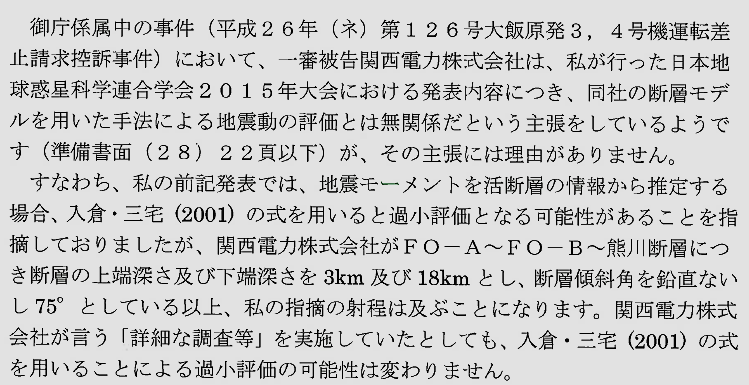 御庁係属中の事件（平成２６年（ネ）第１２６号大飯原発３，４号機運転差
止請求控訴事件）において、一審被告関西電力株式会社は、私が行った日本地
球惑星科学連合学会２０１５年大会における発表内容につき、同社の断層モデ
ルを用いた手法による地震動の評価とは無関係だという主張をしているようで
す（準備書面（２８）２２頁以下）が、その主張には理由がありません。
すなわち、私の前記発表では、地震モーメントを活断層の情報から推定する
場合、入倉・三宅 (2001) の式を用いると過小評価となる可能性があることを指
摘しておりましたが、関西電力株式会社がＦＯ－Ａ～ＦＯ－Ｂ～熊川断層につ
き断層の上端深さ及び下端深さを 3km 及び 18km とし、断層傾斜角を鉛直ない
し 75° としている以上、私の指摘の射程は及ぶことになります。関西電力株式
会社が言う「詳細な調査等」を実施していたとしても、入倉・三宅 (2001) の式
を用いることによる過小評価の可能性は変わりません。